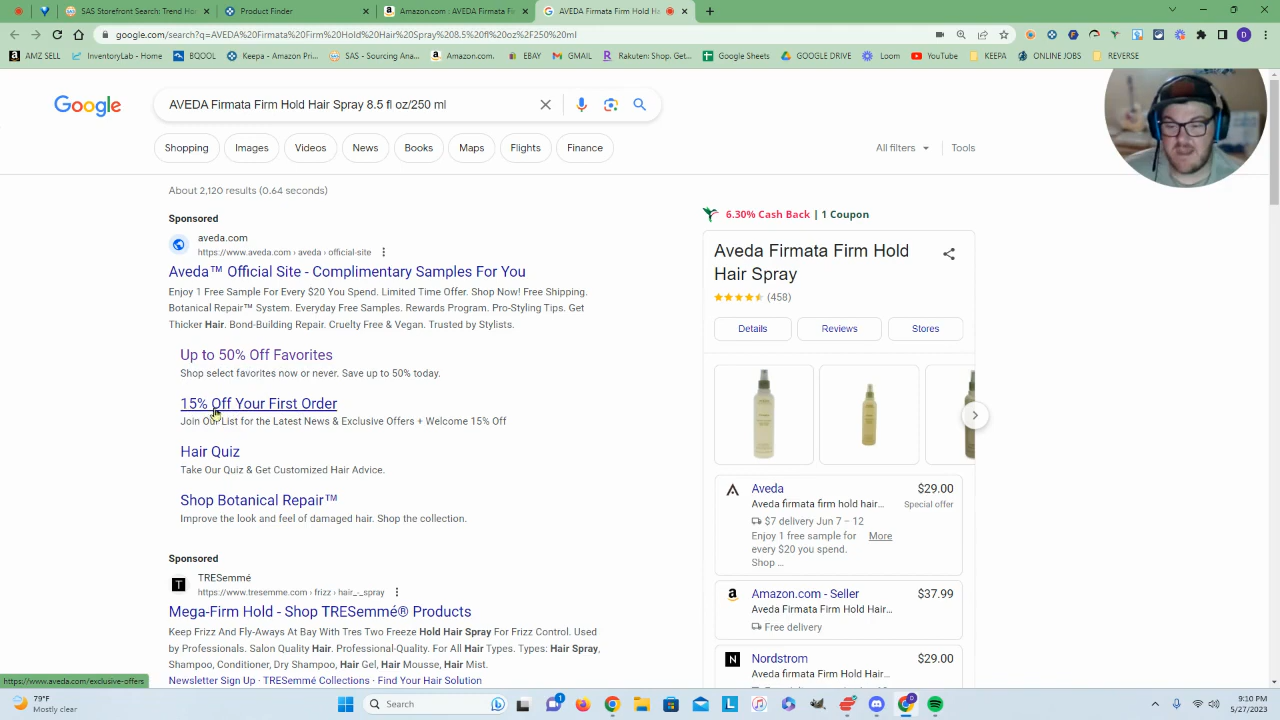 SAS Storefront Search: Track M
Product Finder
Amazon.com : AVEDA Firmata Fir
AVEDA Firmata Firm Hold Ha
google.com/search?q=AVEDA%20Firmata%20Firm%20Hold%20Hair%20Spray%208.5%20fl%20oz%2F250%20ml
AMZ SELL
InventoryLab - Home
BQOOL
Keepa - Amazon Pri...
SAS - Sourcing Ama...
Amazon.com.
EBAY
GMAIL
Rakuten: Shop. Get...
Google Sheets
GOOGLE DRIVE
Loom
YouTube
KEEPA
ONLINE JOBS
REVERSE
Google
AVEDA Firmata Firm Hold Hair Spray 8.5 fl oz/250 ml
Shopping
Images
Videos
News
Books
Maps
Flights
Finance
All filters
Tools
About 2,120 results (0.64 seconds)
Sponsored
aveda.com
https://www.aveda.com › aveda › official-site
Aveda™ Official Site - Complimentary Samples For You
Enjoy 1 Free Sample For Every $20 You Spend. Limited Time Offer. Shop Now! Free Shipping.
Botanical Repair™ System. Everyday Free Samples. Rewards Program. Pro-Styling Tips. Get
Thicker Hair. Bond-Building Repair. Cruelty Free & Vegan. Trusted by Stylists.
Up to 50% Off Favorites
Shop select favorites now or never. Save up to 50% today.
15% Off Your First Order
Join Our List for the Latest News & Exclusive Offers + Welcome 15% Off
Hair Quiz
Take Our Quiz & Get Customized Hair Advice.
Shop Botanical Repair™
Improve the look and feel of damaged hair. Shop the collection.
Sponsored
TRESemmé
https://www.tresemme.com › frizz › hair_-_spray
Mega-Firm Hold - Shop TRESemmé® Products
Keep Frizz And Fly-Aways At Bay With Tres Two Freeze Hold Hair Spray For Frizz Control. Used
by Professionals. Salon Quality Hair. Professional-Quality. For All Hair Types. Types: Hair Spray,
Shampoo, Conditioner, Dry Shampoo, Hair Gel, Hair Mousse, Hair Mist.
Newsletter Sign Up · TRESemmé Collections · Find Your Hair Solution
6.30% Cash Back | 1 Coupon
Aveda Firmata Firm Hold
Hair Spray
(458)
Details
Reviews
Stores
Aveda
$29.00
Aveda firmata firm hold hair...
Special offer
$7 delivery Jun 7 – 12
Enjoy 1 free sample for
More
every $20 you spend.
Shop ...
Amazon.com - Seller
$37.99
Aveda Firmata Firm Hold Hair...
Free delivery
Nordstrom
$29.00
Aveda Firmata Firm Hold Hair...
https://www.aveda.com/exclusive-offers
79°F
Mostly clear
Search
9:10 PM
5/27/2023